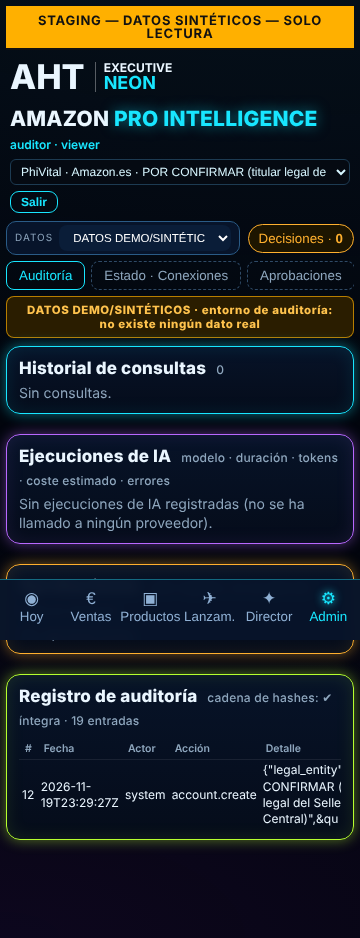 STAGING — DATOS SINTÉTICOS — SOLO
LECTURA
AHT
EXECUTIVE
NEON
AMAZON PRO INTELLIGENCE
auditor · viewer
PhiVital · Amazon.es · POR CONFIRMAR (titular legal de
Salir
DATOS
DATOS DEMO/SINTÉTIC
Decisiones · 0
Auditoría
Estado · Conexiones
Aprobaciones
DATOS DEMO/SINTÉTICOS · entorno de auditoría:
no existe ningún dato real
Historial de consultas 0
Sin consultas.
Ejecuciones de IA modelo · duración · tokens
· coste estimado · errores
Sin ejecuciones de IA registradas (no se ha
llamado a ningún proveedor).
◉ € ▣ ✈ ✦ ⚙
Hoy Ventas Productos Lanzam. Director Admin
Registro de auditoría cadena de hashes: ✔
íntegra · 19 entradas
# Fecha Actor Acción Detalle
12 2026-11-19T23:29:27Z system account.create {"legal_entity"
CONFIRMAR (
legal del Selle
Central)",&qu